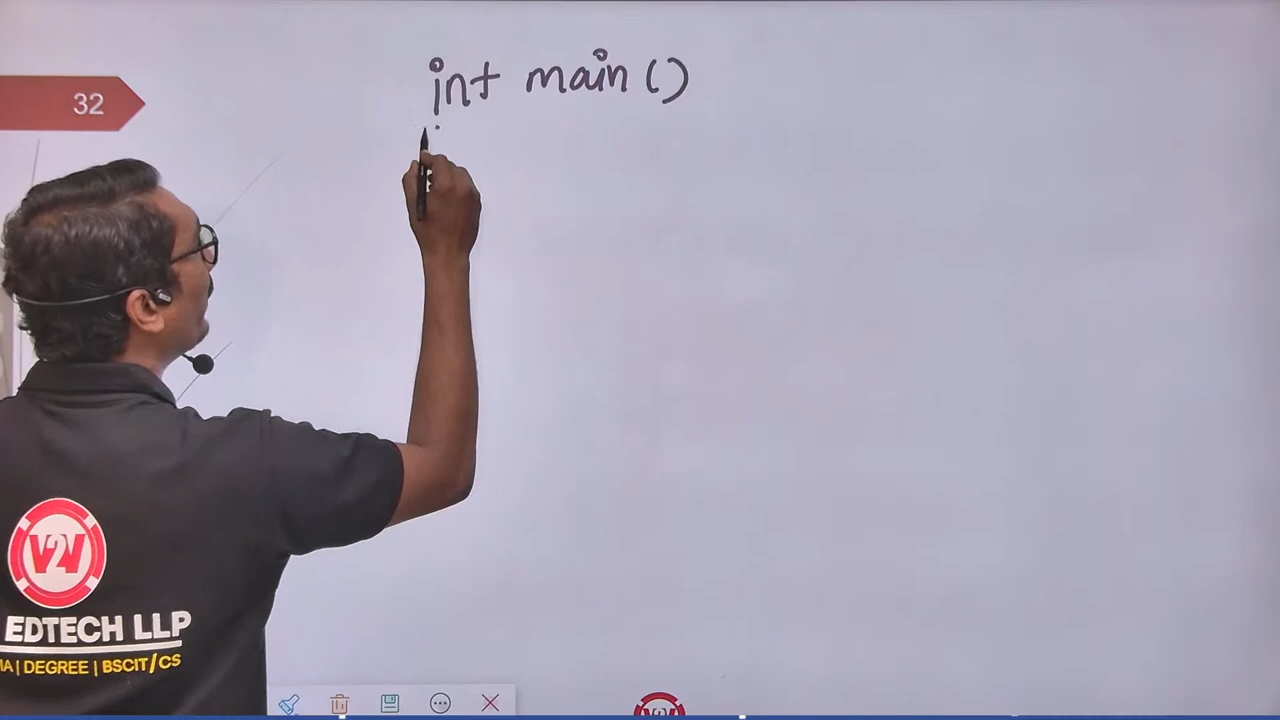 int main()
32
V2V
EDTECH LLP
MA | DEGREE | BSCIT/CS